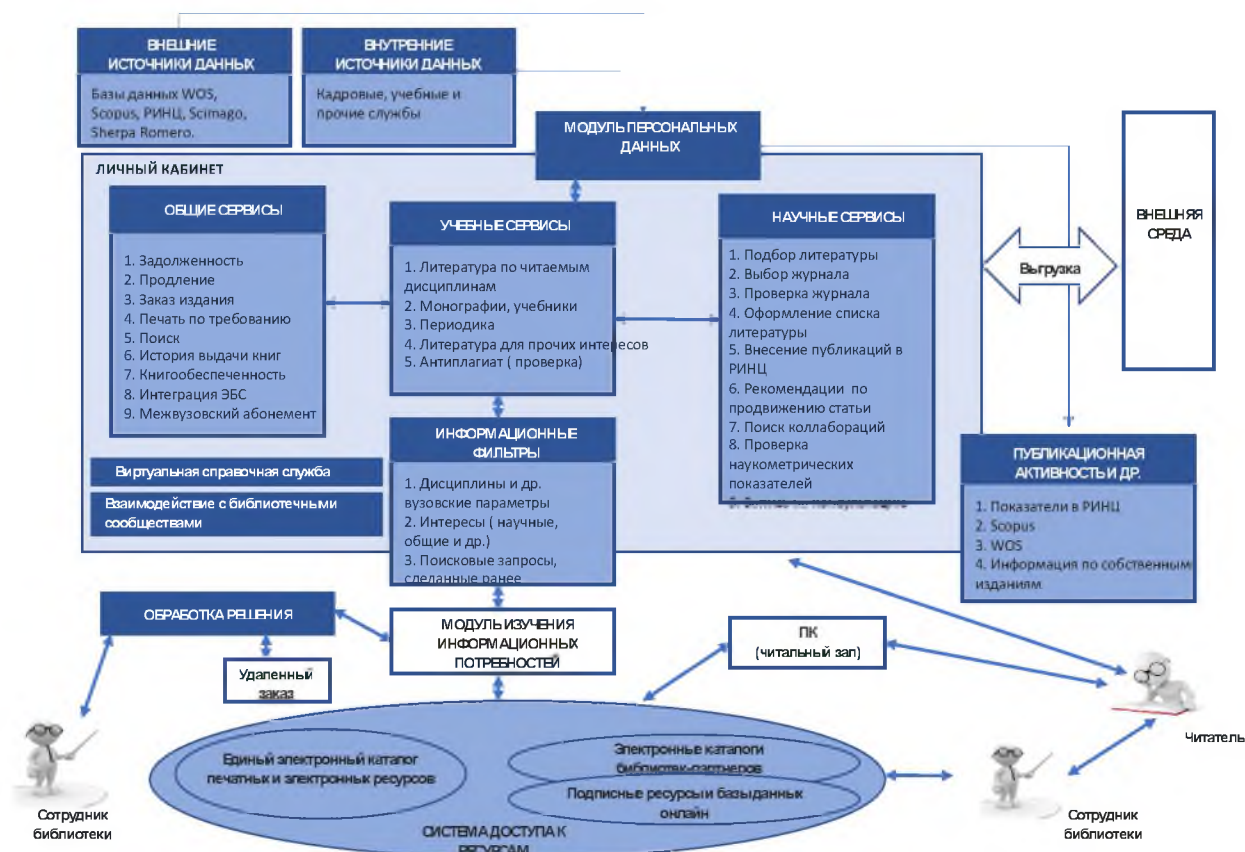 ВНЕШНИЕ
ИСТОЧНИКИ ДАННЫХ
Базы данных WOS,
Scopus, РИНЦ, Scimago,
Sherpa Romero.
ВНУТРЕННИЕ
ИСТОЧНИКИ ДАННЫХ
Кадровые, учебные и
прочие службы
МОДУЛЬ ПЕРСОНАЛЬНЫХ
ДАННЫХ
ЛИЧНЫЙ КАБИНЕТ
ОБЩИЕ СЕРВИСЫ
1. Задолженность
2. Продление
3. Заказ издания
4. Печать по требованию
5. Поиск
6. История выдачи книг
7. Книгообеспеченность
8. Интеграция ЭБС
9. Межвузовский абонемент
УЧЕБНЫЕ СЕРВИСЫ
1. Литература по читаемым
дисциплинам
2. Монографии, учебники
3. Периодика
4. Литература для прочих интересов
5. Антиплагиат ( проверка)
НАУЧНЫЕ СЕРВИСЫ
1. Подбор литературы
2. Выбор журнала
3. Проверка журнала
4. Оформление списка
литературы
5. Внесение публикаций в
РИНЦ
6. Рекомендации по
продвижению статьи
7. Поиск коллабораций
8. Проверка
наукометрических
показателей
Выгрузка
ВНЕШНЯЯ
СРЕДА
Виртуальная справочная служба
Взаимодействие с библиотечными
сообществами
ИНФОРМАЦИОННЫЕ
ФИЛЬТРЫ
1. Дисциплины и др.
вузовские параметры
2. Интересы ( научные,
общие и др.)
3. Поисковые запросы,
сделанные ранее
ПУБЛИКАЦИОННАЯ
АКТИВНОСТЬ И ДР.
1. Показатели в РИНЦ
2. Scopus
3. WOS
4. Информация по собственным
изданиям
ОБРАБОТКА РЕШЕНИЯ
Удаленный
заказ
МОДУЛЬ ИЗУЧЕНИЯ
ИНФОРМАЦИОННЫХ
ПОТРЕБНОСТЕЙ
ПК
(читальный зал)
Читатель
Единый электронный каталог
печатных и электронных ресурсов
Электронные каталоги
библиотек-партнеров
Подписные ресурсы и базы данных
онлайн
СИСТЕМА ДОСТУПА К
РЕСУРСАМ
Сотрудник
библиотеки
Сотрудник
библиотеки